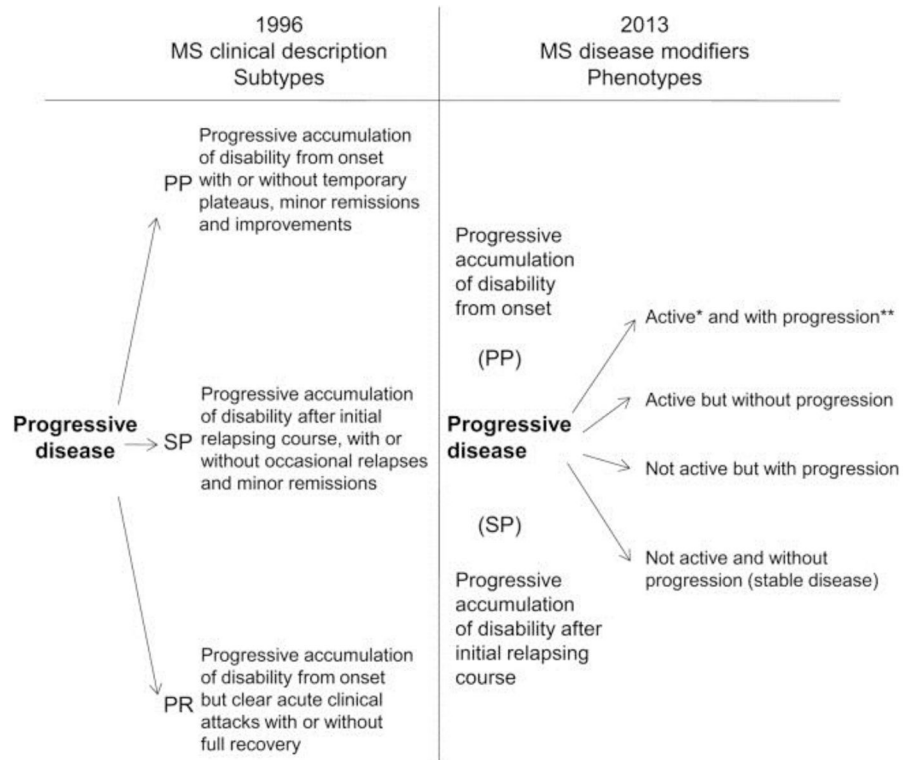 1996
MS clinical description
Subtypes
2013
MS disease modifiers
Phenotypes
Progressive
disease
PP
Progressive accumulation
of disability from onset
with or without temporary
plateaus, minor remissions
and improvements
SP
Progressive accumulation
of disability after initial
relapsing course, with or
without occasional relapses
and minor remissions
PR
Progressive accumulation
of disability from onset
but clear acute clinical
attacks with or without
full recovery
Progressive
accumulation
of disability
from onset
(PP)
Progressive
disease
(SP)
Progressive
accumulation
of disability after
initial relapsing
course
Active* and with progression**
Active but without progression
Not active but with progression
Not active and without
progression (stable disease)